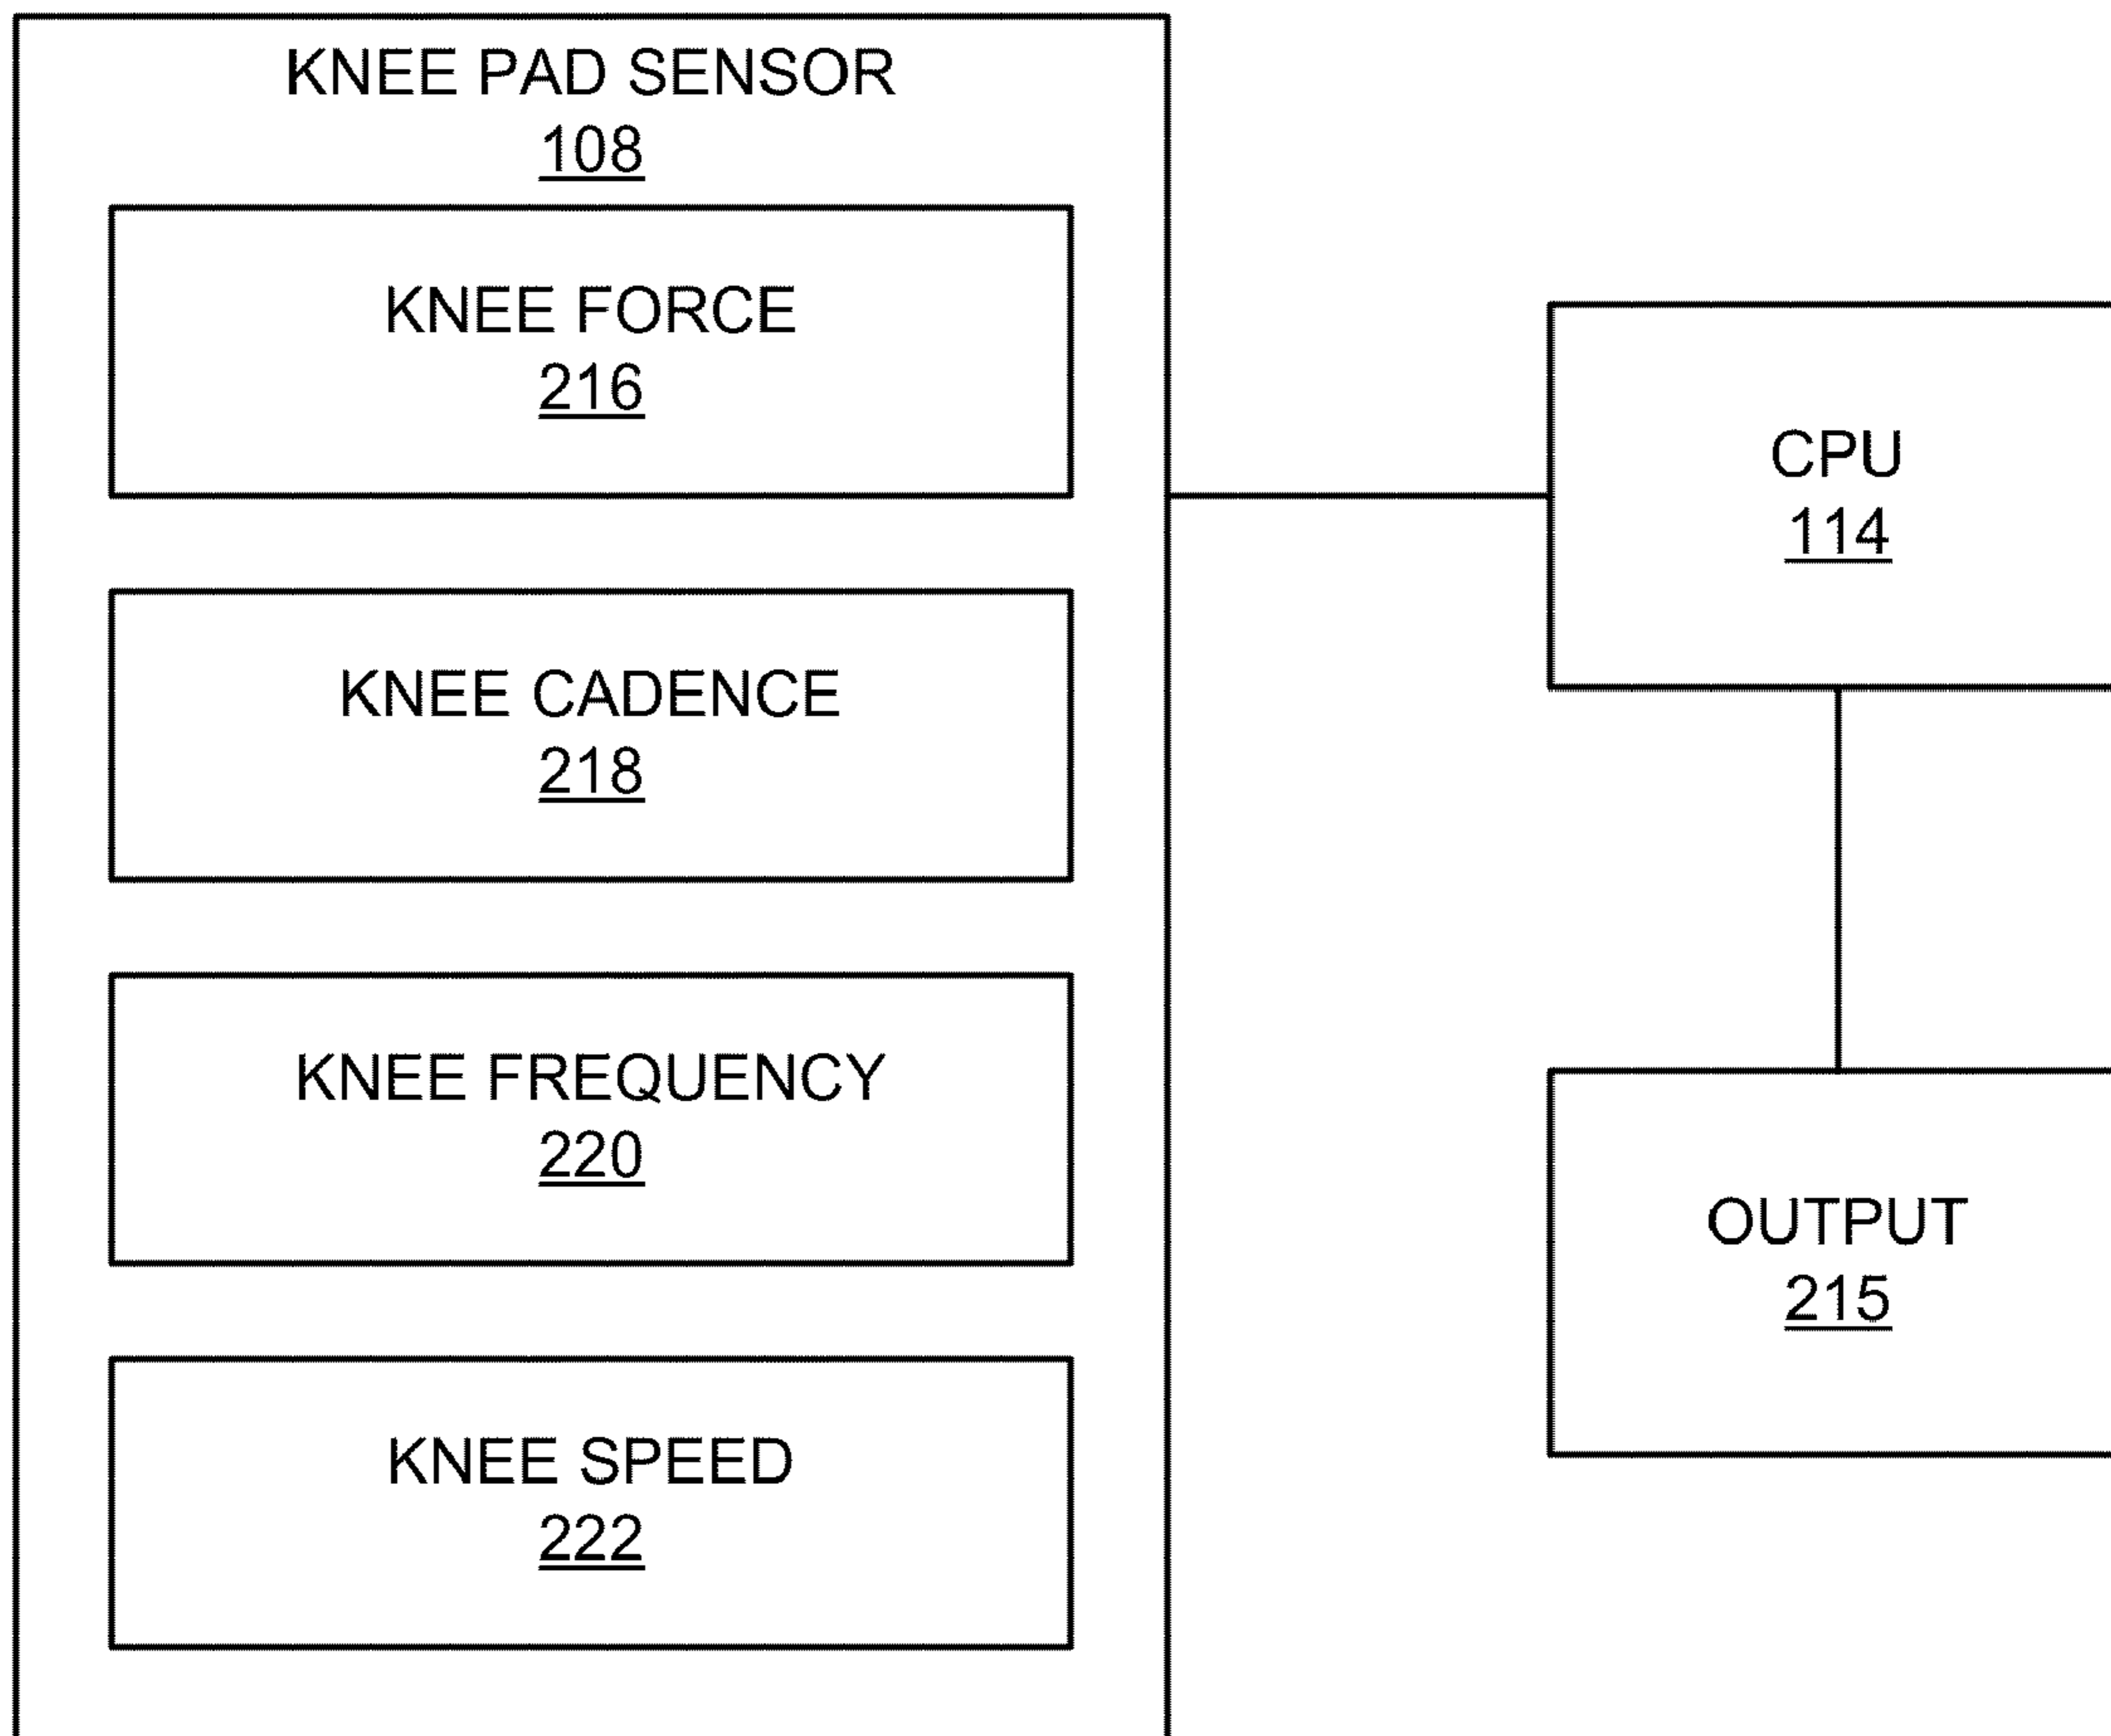 KNEE PAD SENSOR
108
KNEE FORCE
216
KNEE CADENCE
218
KNEE FREQUENCY
220
KNEE SPEED
222
CPU
114
OUTPUT
215